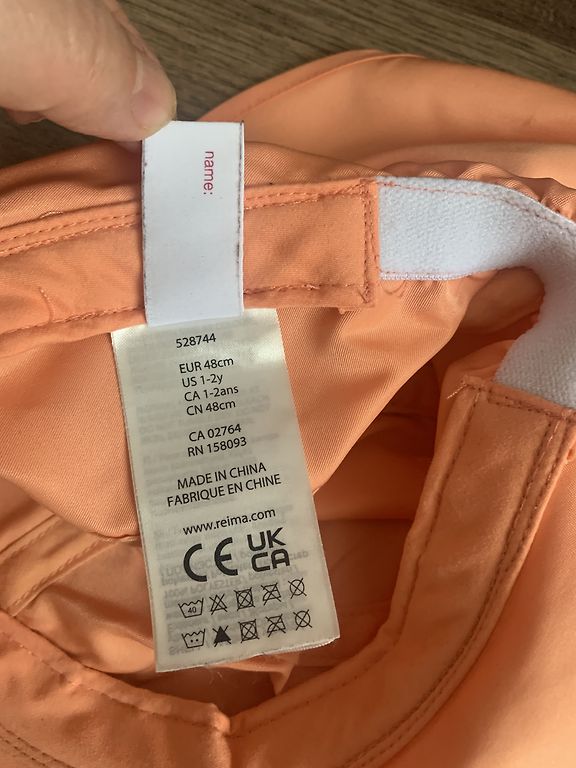 name:
528744
EUR 48cm
US 1-2y
CA 1-2ans
CN 48cm
CA 02764
RN 158093
MADE IN CHINA
FABRIQUE EN CHINE
www.reima.com
CE UK
CA
40